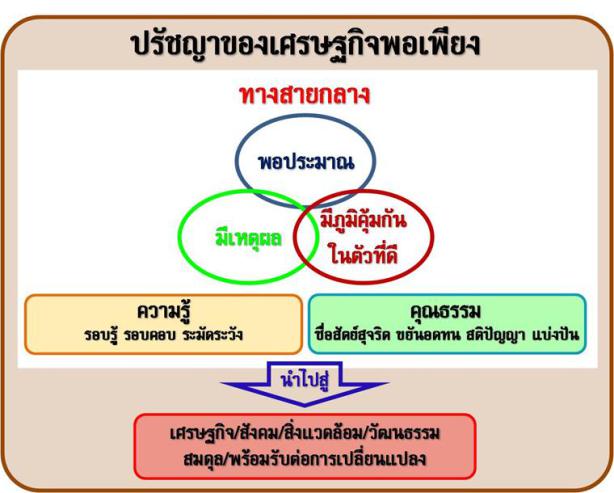 ปรัชญาของเศรษฐกิจพอเพียง
ทางสายกลาง
พอประมาณ
มีเหตุผล
มีภูมิคุ้มกัน
ในตัวที่ดี
ความรู้
รอบรู้ รอบคอบ ระมัดระวัง
คุณธรรม
ซื่อสัตย์สุจริต ขยันอดทน สติปัญญา แบ่งปัน
นำไปสู่
เศรษฐกิจ/สังคม/สิ่งแวดล้อม/วัฒนธรรม
สมดุล/พร้อมรับต่อการเปลี่ยนแปลง